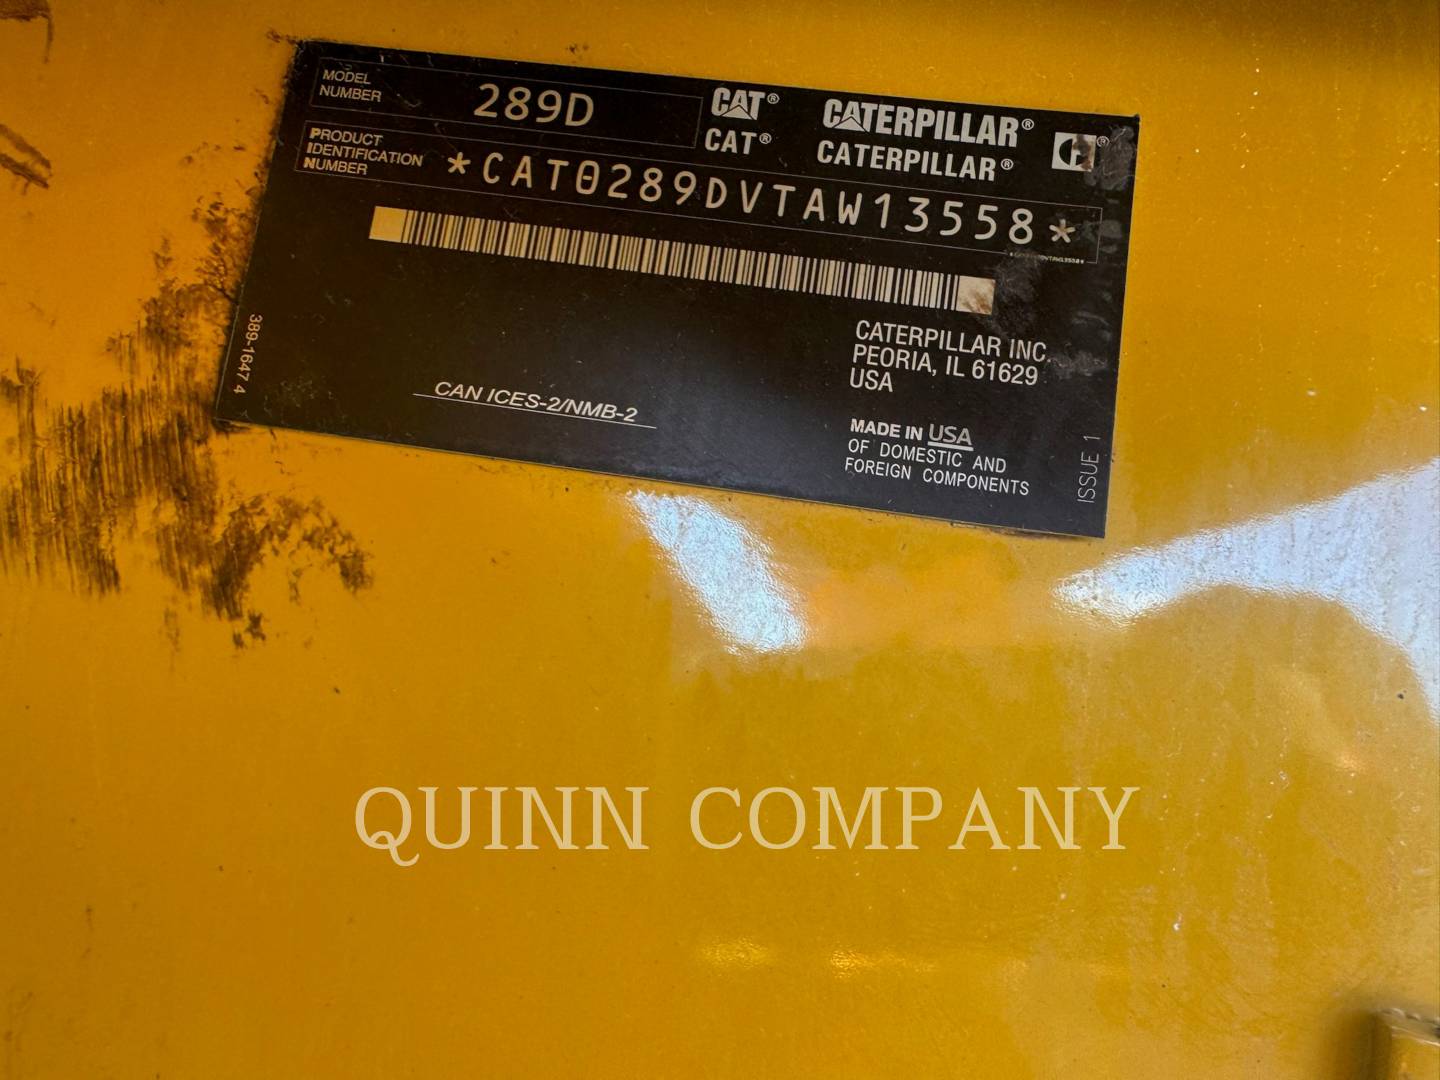 MODEL
NUMBER
289D
CAT® CATERPILLAR®
CAT® CATERPILLAR®
PRODUCT
IDENTIFICATION
NUMBER
*CAT0289DVTAW13558*
CATERPILLAR INC.
PEORIA, IL 61629
USA
CAN ICES-2/NMB-2
MADE IN USA
OF DOMESTIC AND
FOREIGN COMPONENTS
389-1647 4
ISSUE 1
QUINN COMPANY